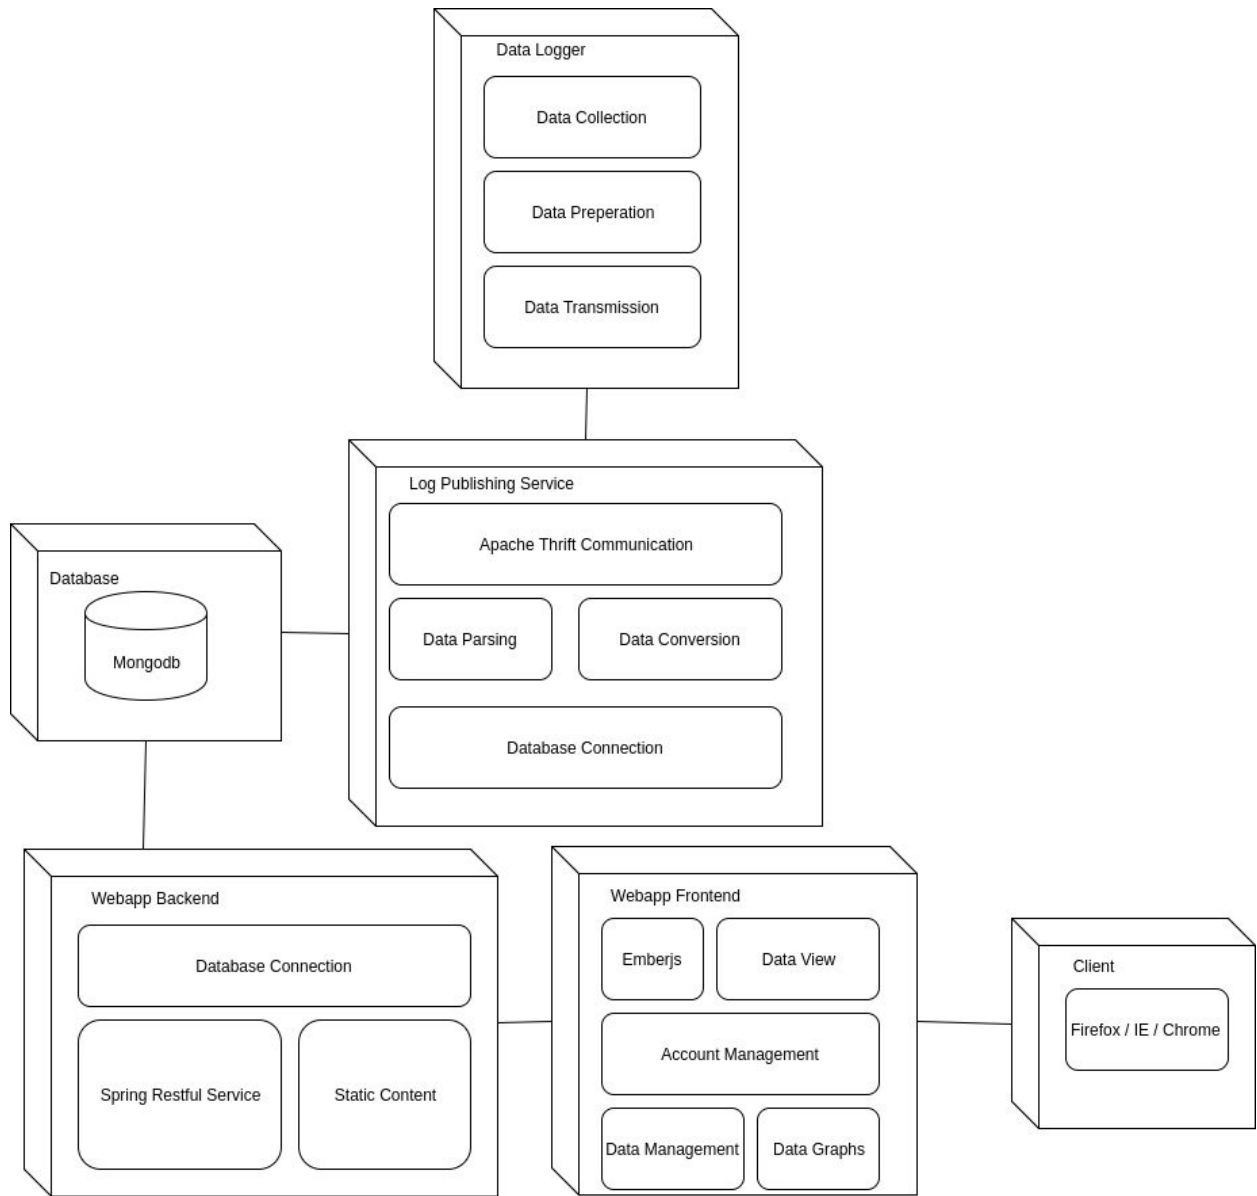 Data Logger
Data Collection
Data Preperation
Data Transmission
Log Publishing Service
Apache Thrift Communication
Data Parsing
Data Conversion
Database Connection
Database
Mongodb
Webapp Backend
Database Connection
Spring Restful Service
Static Content
Webapp Frontend
Emberjs
Data View
Account Management
Data Management
Data Graphs
Client
Firefox / IE / Chrome